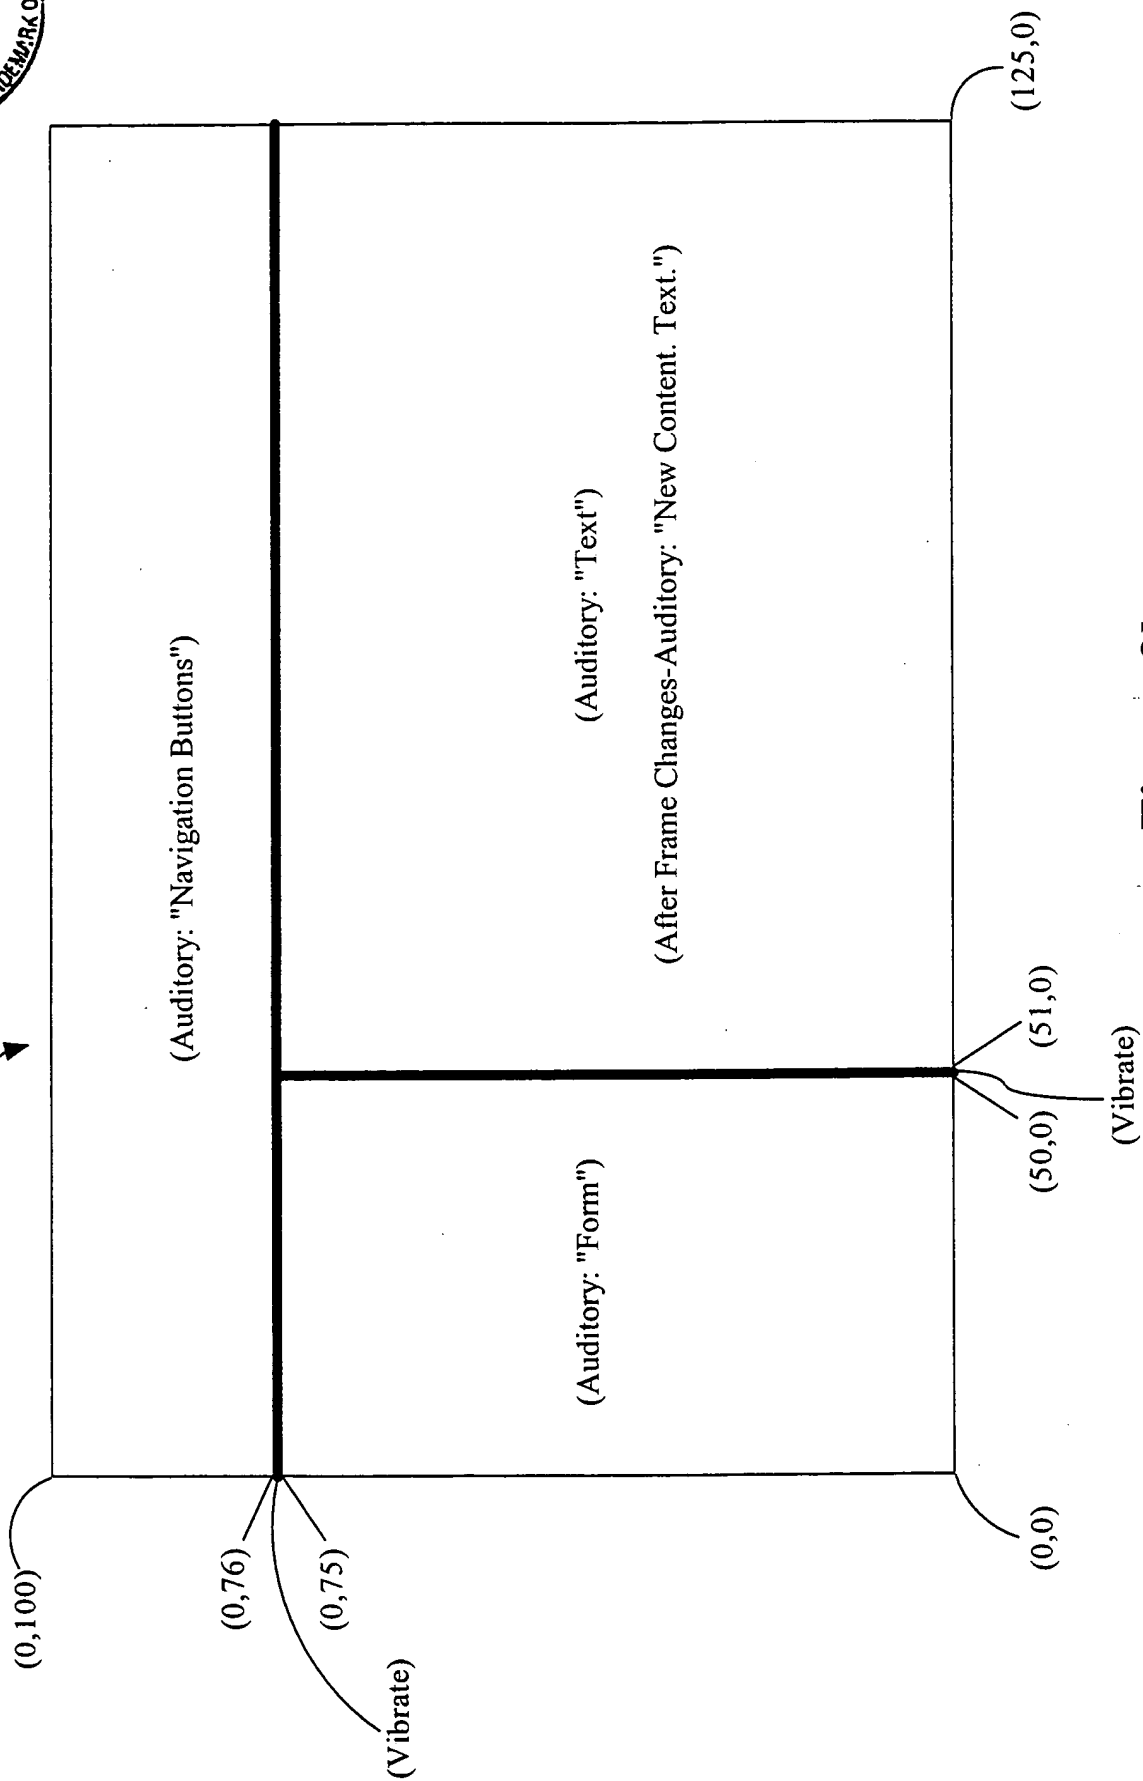 (0,100)
(Auditory: "Navigation Buttons")
(0,76)
(0,75)
(Vibrate)
(Auditory: "Form")
(Auditory: "Text")
(After Frame Changes-Auditory: "New Content. Text.")
(0,0)
(50,0)
(51,0)
(125,0)
(Vibrate)